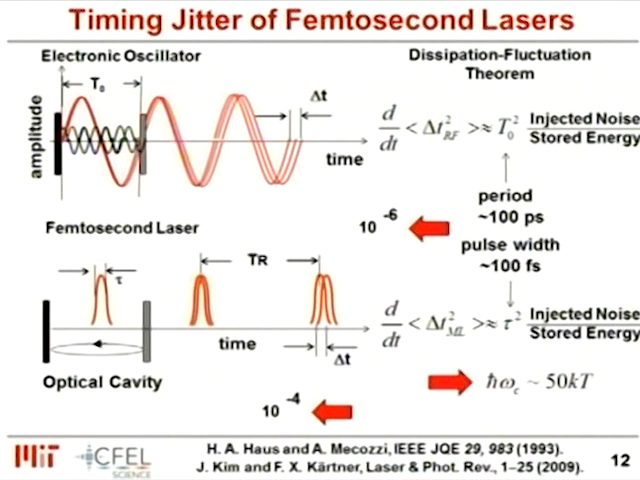 Timing Jitter of Femtosecond Lasers
Electronic Oscillator
Dissipation-Fluctuation
Theorem
T₀
Δt
amplitude
time
d/dt < Δt²_RF >≈ T₀² Injected Noise / Stored Energy
period
~100 ps
10⁻⁶
pulse width
~100 fs
Femtosecond Laser
τ
TR
time
Δt
d/dt < Δt²_ML >≈ τ² Injected Noise / Stored Energy
Optical Cavity
ℏω_c ~ 50kT
10⁻⁴
MIT CFEL
SCIENCE
H. A. Haus and A. Mecozzi, IEEE JQE 29, 983 (1993).
J. Kim and F. X. Kärtner, Laser & Phot. Rev., 1–25 (2009).
12